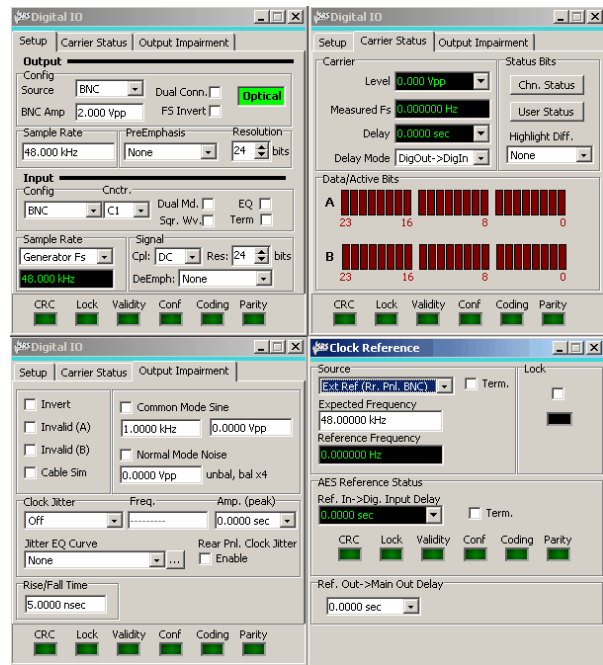 SRS Digital IO
Setup Carrier Status Output Impairment
Output
Config
Source BNC Dual Conn. Optical
BNC Amp 2.000 Vpp FS Invert
Sample Rate PreEmphasis Resolution
48.000 kHz None 24 bits
Input
Config Cnctr.
BNC C1 Dual Md. EQ
Sqr. Wv. Term
Sample Rate Signal
Generator Fs Cpl: DC Res: 24 bits
48.000 kHz DeEmph: None
CRC Lock Validity Conf Coding Parity
SRS Digital IO
Setup Carrier Status Output Impairment
Carrier Status Bits
Level 0.000 Vpp Chn. Status
Measured Fs 0.000000 Hz User Status
Delay 0.0000 sec Highlight Diff.
Delay Mode DigOut->DigIn None
Data/Active Bits
A
23 16 8 0
B
23 16 8 0
CRC Lock Validity Conf Coding Parity
SRS Digital IO
Setup Carrier Status Output Impairment
Invert Common Mode Sine
Invalid (A) 1.0000 kHz 0.0000 Vpp
Invalid (B) Normal Mode Noise
Cable Sim 0.0000 Vpp unbal, bal x4
Clock Jitter Freq. Amp. (peak)
Off --------- 0.0000 sec
Jitter EQ Curve Rear Pnl. Clock Jitter
None ... Enable
Rise/Fall Time
5.0000 nsec
CRC Lock Validity Conf Coding Parity
SRS Clock Reference
Source Lock
Ext Ref (Rr. Pnl. BNC) Term.
Expected Frequency
48.00000 kHz
Reference Frequency
0.000000 Hz
AES Reference Status
Ref. In->Dig. Input Delay
0.0000 sec Term.
CRC Lock Validity Conf Coding Parity
Ref. Out->Main Out Delay
0.0000 sec